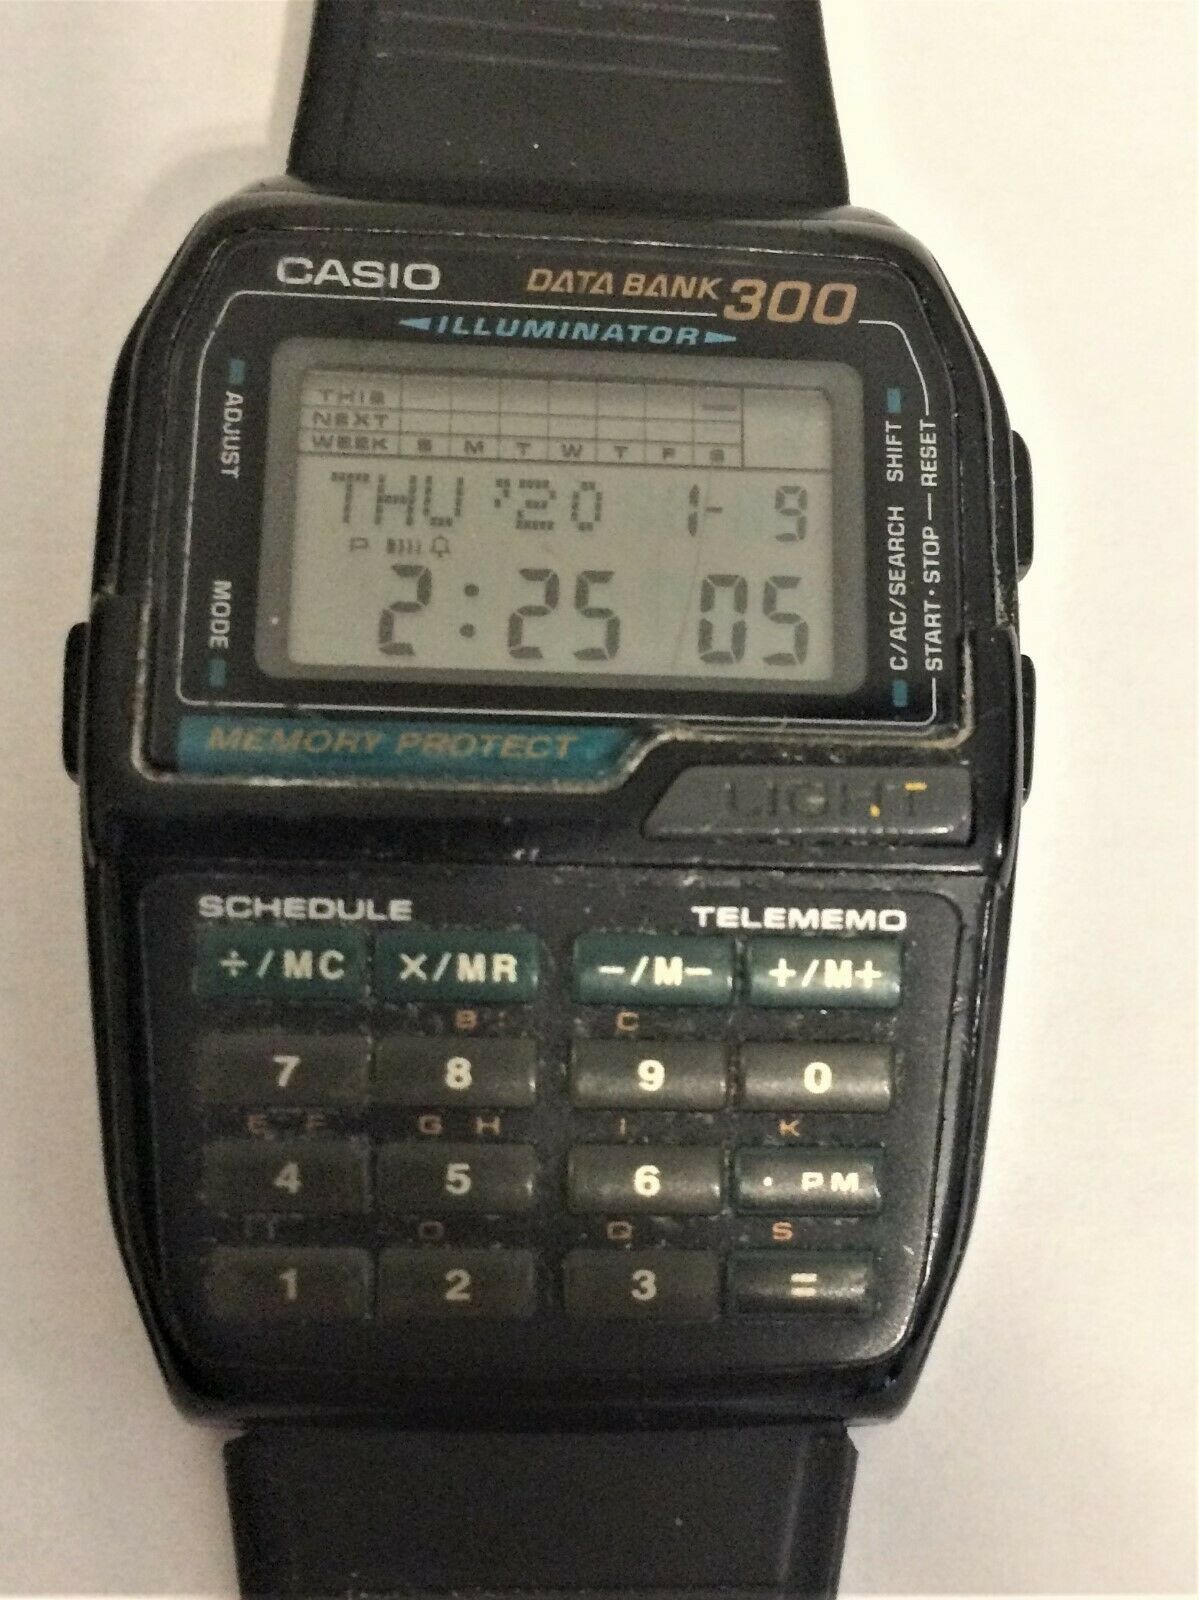 CASIO
DATA BANK 300
ILLUMINATOR
ADJUST
MODE
C/AC/SEARCH SHIFT
START·STOP — RESET
THIS
NEXT
WEEK S M T W T F S
THU '20 1-9
P
2:25 05
MEMORY PROTECT
LIGHT
SCHEDULE TELEMEMO
÷/MC ×/MR -/M- +/M+
B C
7 8 9 0
E F G H I K
4 5 6 · PM
O Q S
1 2 3 =